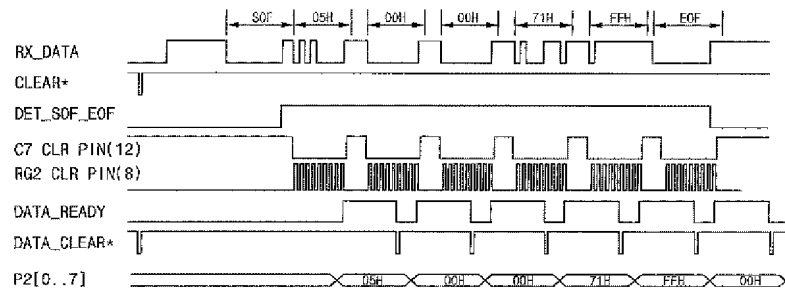 SOF 05H 00H 00H 71H FFH EOF
RX_DATA
CLEAR*
DET_SOF_EOF
C7 CLR PIN(12)
RG2 CLR PIN(8)
DATA_READY
DATA_CLEAR*
P2[0..7] 05H 00H 00H 71H FFH 00H